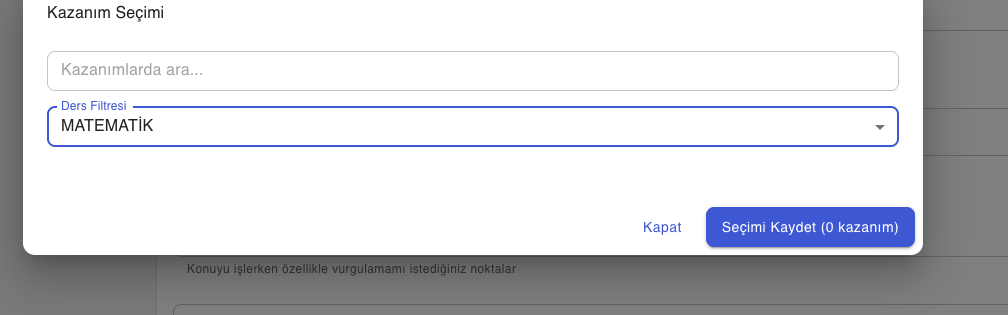 Kazanım Seçimi
Kazanımlarda ara...
Ders Filtresi
MATEMATİK
Kapat
Seçimi Kaydet (0 kazanım)
Konuyu işlerken özellikle vurgulamamı istediğiniz noktalar